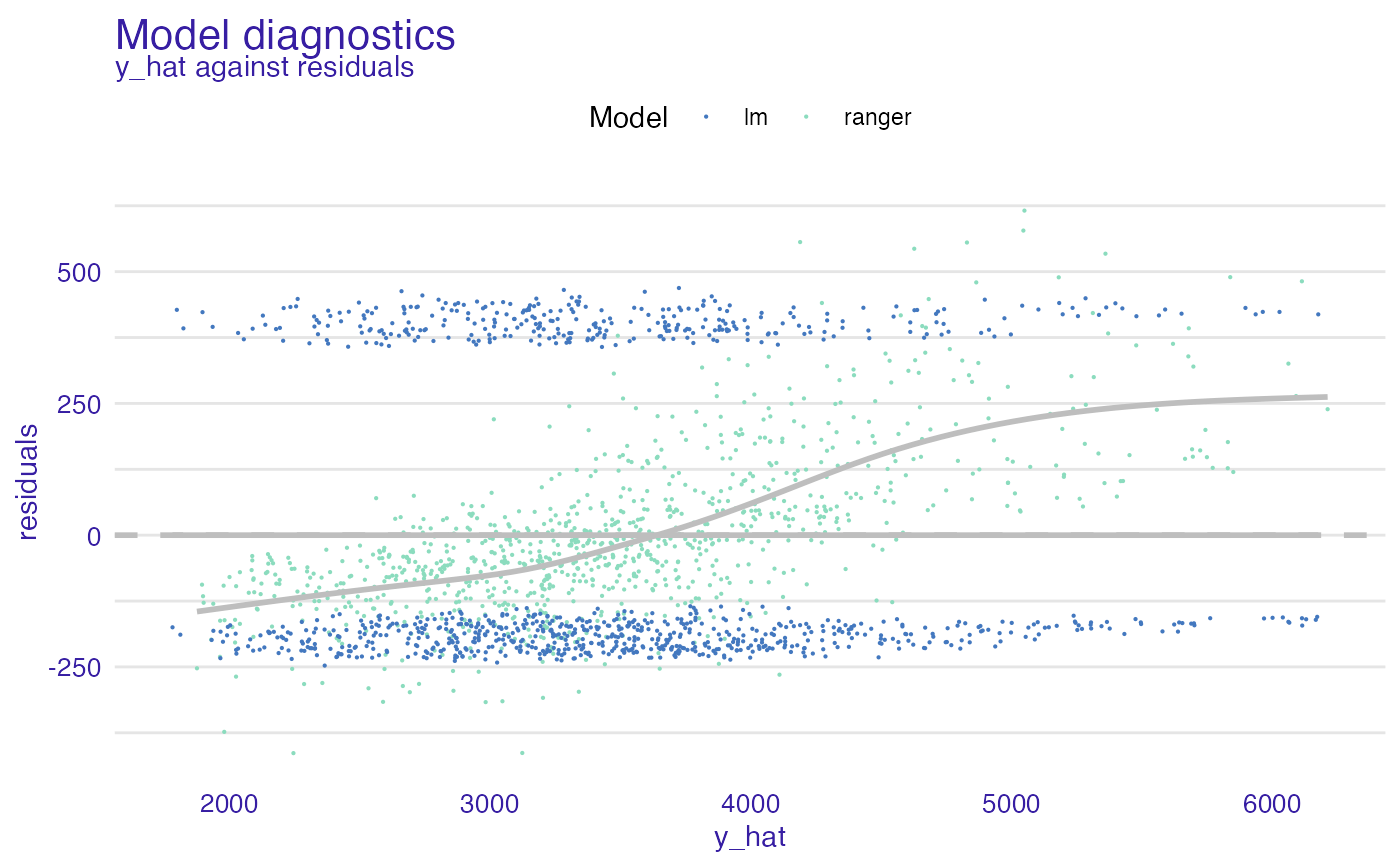 Model diagnostics
y_hat against residuals
Model lm ranger
500
250
0
-250
residuals
2000 3000 4000 5000 6000
y_hat